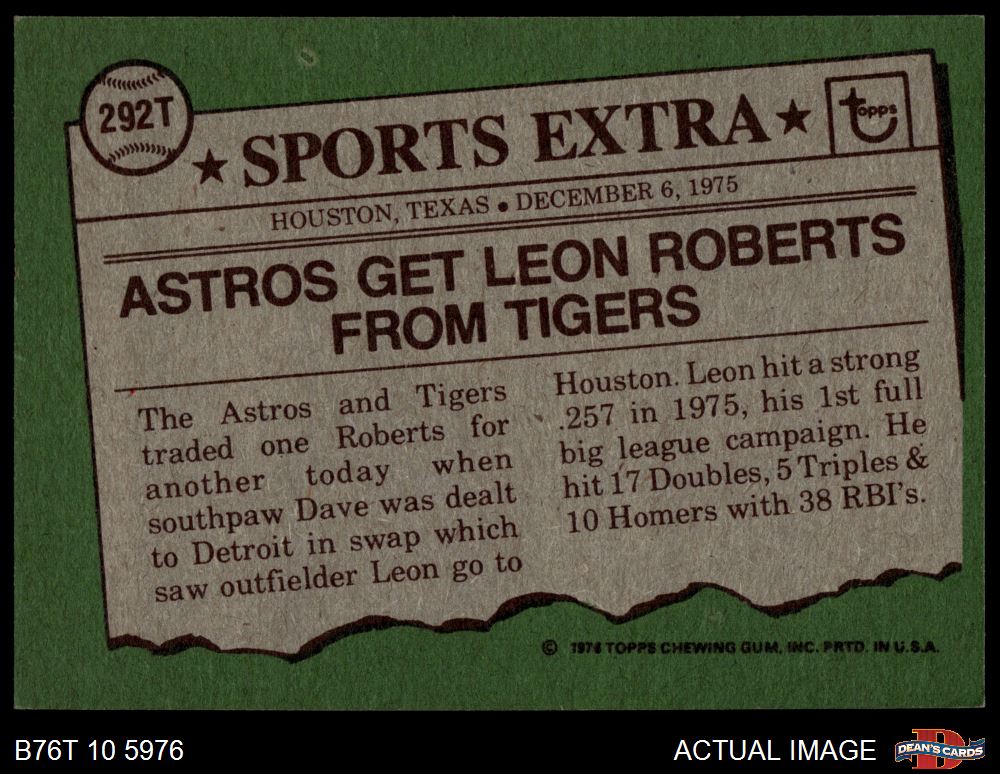 292T
★ SPORTS EXTRA ★
topps
HOUSTON, TEXAS • DECEMBER 6, 1975
ASTROS GET LEON ROBERTS
FROM TIGERS
The Astros and Tigers
traded one Roberts for
another today when
southpaw Dave was dealt
to Detroit in swap which
saw outfielder Leon go to
Houston. Leon hit a strong
.257 in 1975, his 1st full
big league campaign. He
hit 17 Doubles, 5 Triples &
10 Homers with 38 RBI's.
© 1976 TOPPS CHEWING GUM, INC. PRTD. IN U.S.A.
B76T 10 5976
ACTUAL IMAGE
D
DEAN'S CARDS